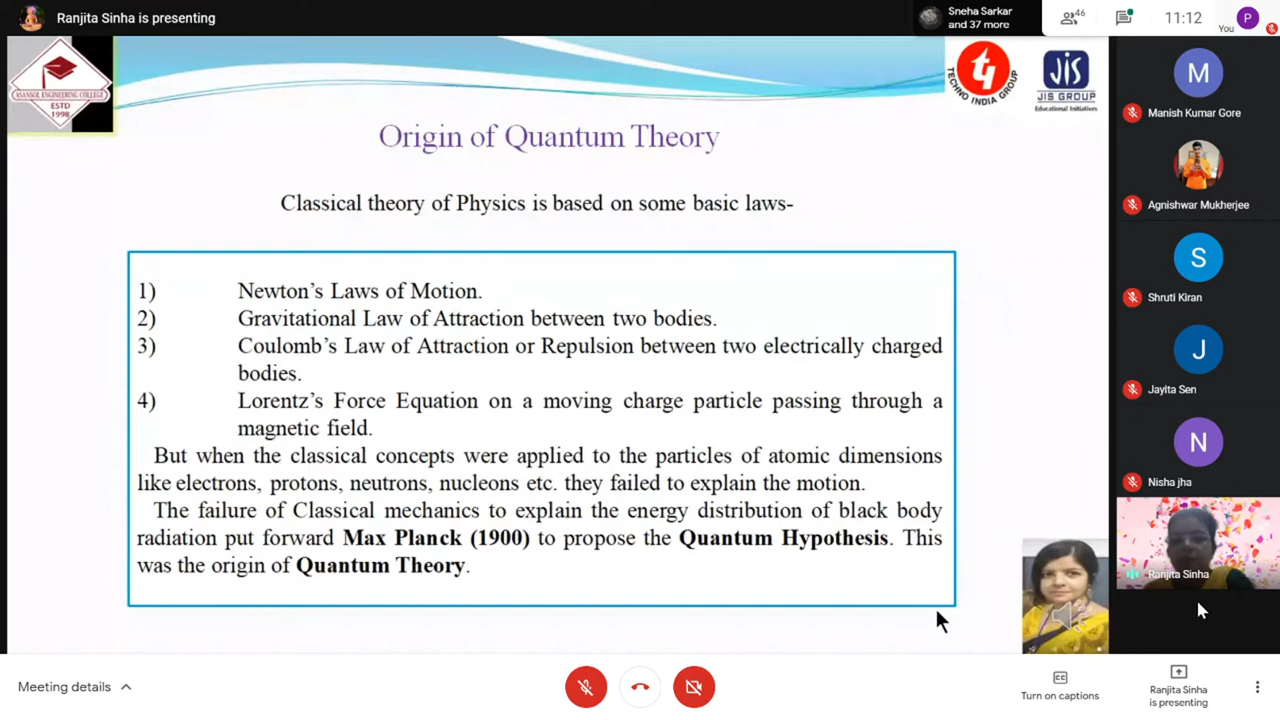 Ranjita Sinha is presenting
Sneha Sarkar
and 37 more
46
11:12
You
P
ASANSOL ENGINEERING COLLEGE
ESTD
1998
TECHNO INDIA GROUP
JIS
JIS GROUP
Educational Initiatives
Origin of Quantum Theory
Classical theory of Physics is based on some basic laws-
1) Newton's Laws of Motion.
2) Gravitational Law of Attraction between two bodies.
3) Coulomb's Law of Attraction or Repulsion between two electrically charged
bodies.
4) Lorentz's Force Equation on a moving charge particle passing through a
magnetic field.
But when the classical concepts were applied to the particles of atomic dimensions
like electrons, protons, neutrons, nucleons etc. they failed to explain the motion.
The failure of Classical mechanics to explain the energy distribution of black body
radiation put forward Max Planck (1900) to propose the Quantum Hypothesis. This
was the origin of Quantum Theory.
M
Manish Kumar Gore
Agnishwar Mukherjee
S
Shruti Kiran
J
Jayita Sen
N
Nisha jha
Ranjita Sinha
Meeting details
CC
Turn on captions
Ranjita Sinha
is presenting